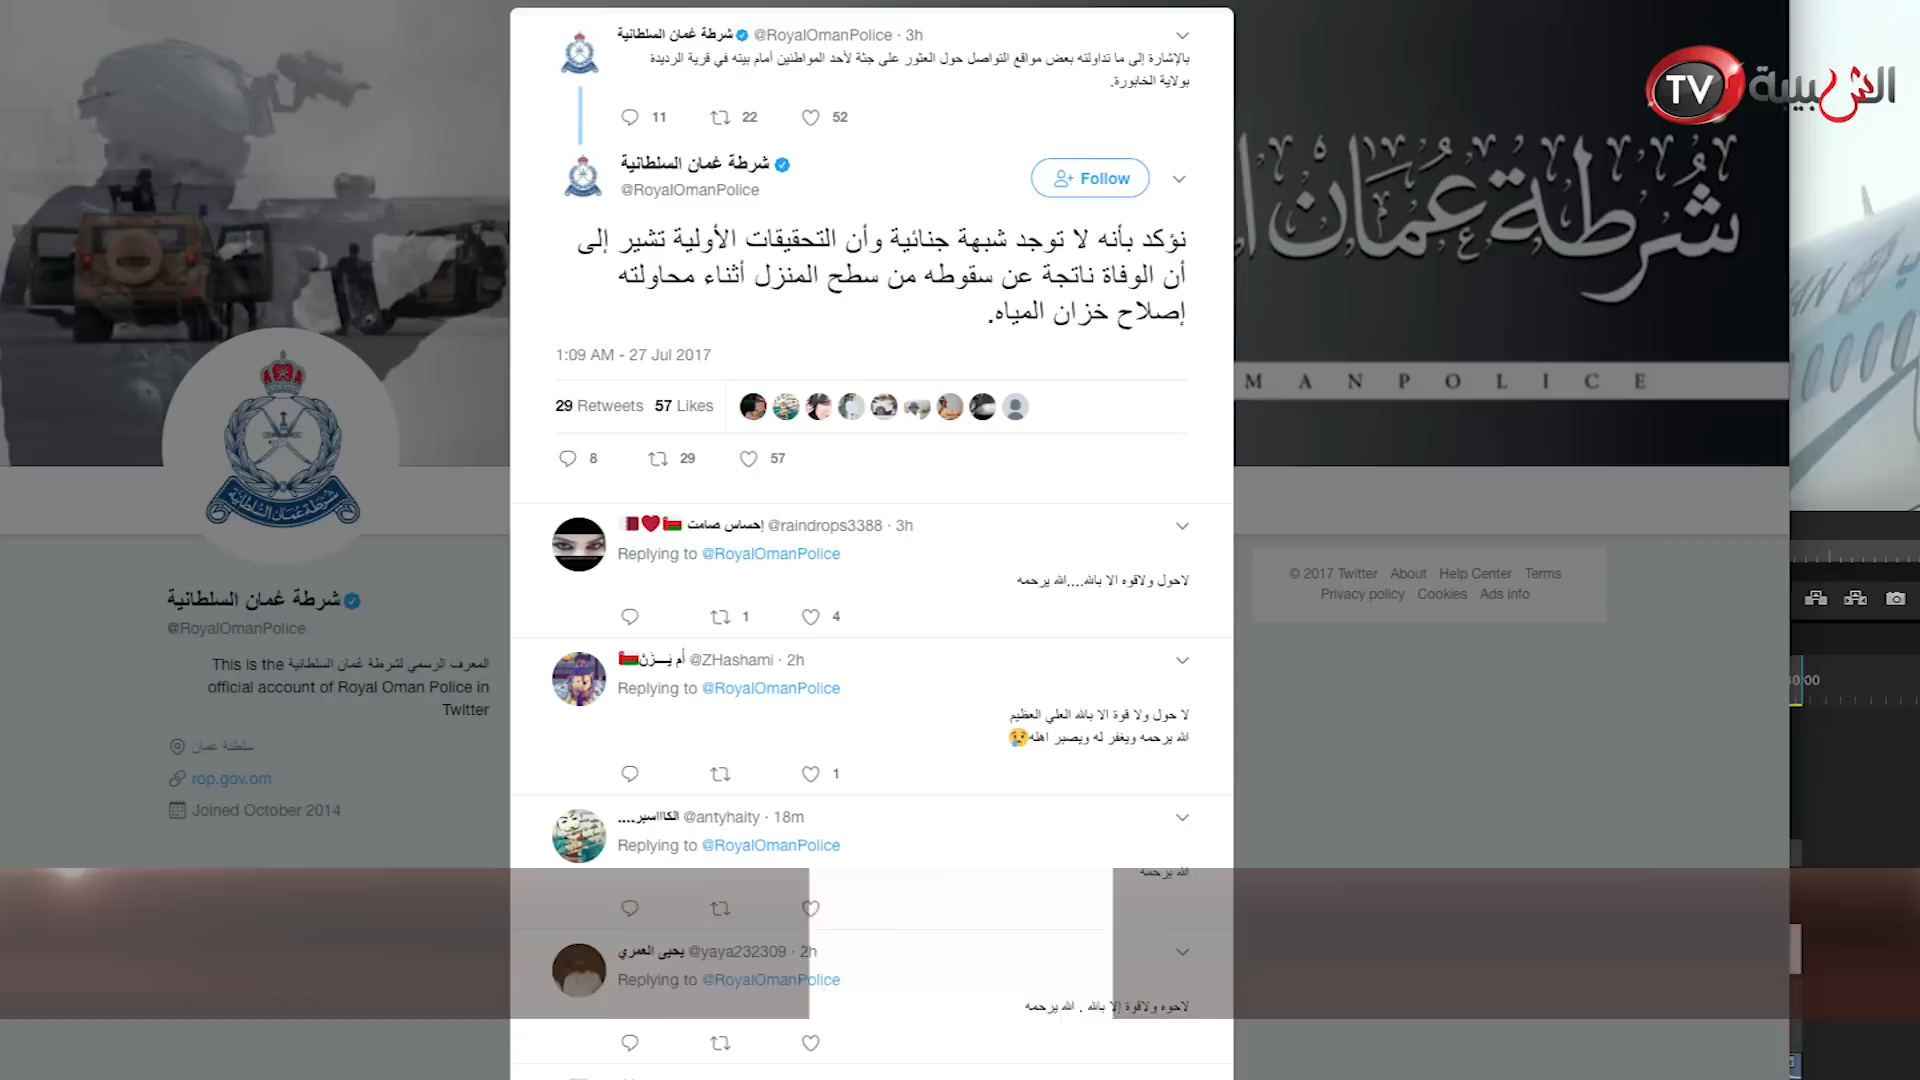 شرطة عُمان السلطانية @RoyalOmanPolice · 3h
بالإشارة إلى ما تداولته بعض مواقع التواصل حول العثور على جثة لأحد المواطنين أمام بيته في قرية الرديدة
بولاية الخابورة.
11 22 52
شرطة عُمان السلطانية
@RoyalOmanPolice
Follow
نؤكد بأنه لا توجد شبهة جنائية وأن التحقيقات الأولية تشير إلى
أن الوفاة ناتجة عن سقوطه من سطح المنزل أثناء محاولته
إصلاح خزان المياه.
1:09 AM - 27 Jul 2017
29 Retweets 57 Likes
8 29 57
إحساس صامت @raindrops3388 · 3h
Replying to @RoyalOmanPolice
لاحول ولاقوه الا بالله....الله يرحمه
1 4
أم يَـــزَنْ @ZHashami · 2h
Replying to @RoyalOmanPolice
لا حول ولا قوة الا بالله العلي العظيم
الله يرحمه ويغفر له ويصبر اهله😢
1
الكااااسر.... @antyhaity · 18m
Replying to @RoyalOmanPolice
الله يرحمه
يحيى العمري @yaya232309 · 2h
Replying to @RoyalOmanPolice
لاحوه ولاقوة إلا بالله . الله يرحمه
شرطة عُمان السلطانية
شرطة عُمان السلطانية
@RoyalOmanPolice
المعرف الرسمي لشرطة عُمان السلطانية This is the
official account of Royal Oman Police in
Twitter
سلطنة عمان
rop.gov.om
Joined October 2014
شرطة عمان ا
MANPOLICE
© 2017 Twitter About Help Center Terms
Privacy policy Cookies Ads info
TV الشبيبة